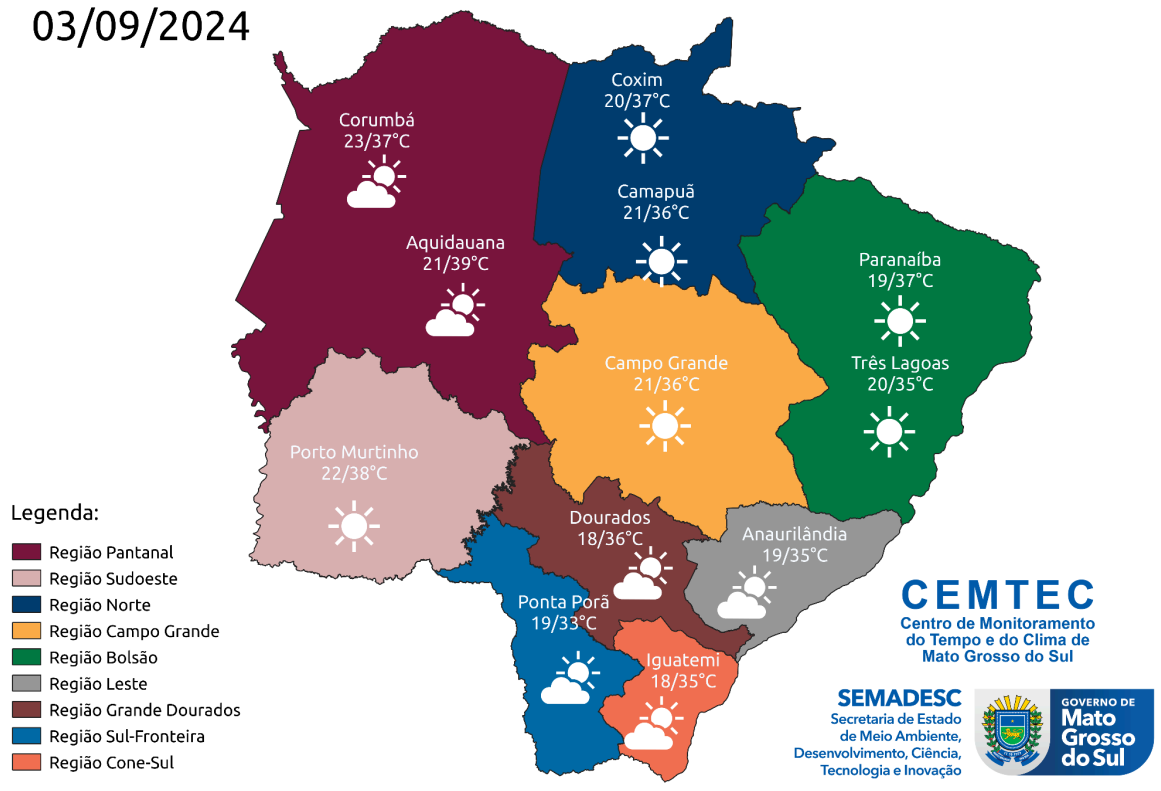 03/09/2024
Coxim
20/37°C
Corumbá
23/37°C
Camapuã
21/36°C
Aquidauana
21/39°C
Paranaíba
19/37°C
Campo Grande
21/36°C
Três Lagoas
20/35°C
Porto Murtinho
22/38°C
Dourados
18/36°C
Anaurilândia
19/35°C
Ponta Porã
19/33°C
Iguatemi
18/35°C
Legenda:
Região Pantanal
Região Sudoeste
Região Norte
Região Campo Grande
Região Bolsão
Região Leste
Região Grande Dourados
Região Sul-Fronteira
Região Cone-Sul
CEMTEC
Centro de Monitoramento
do Tempo e do Clima de
Mato Grosso do Sul
SEMADESC
Secretaria de Estado
de Meio Ambiente,
Desenvolvimento, Ciência,
Tecnologia e Inovação
GOVERNO DE
Mato
Grosso
do Sul